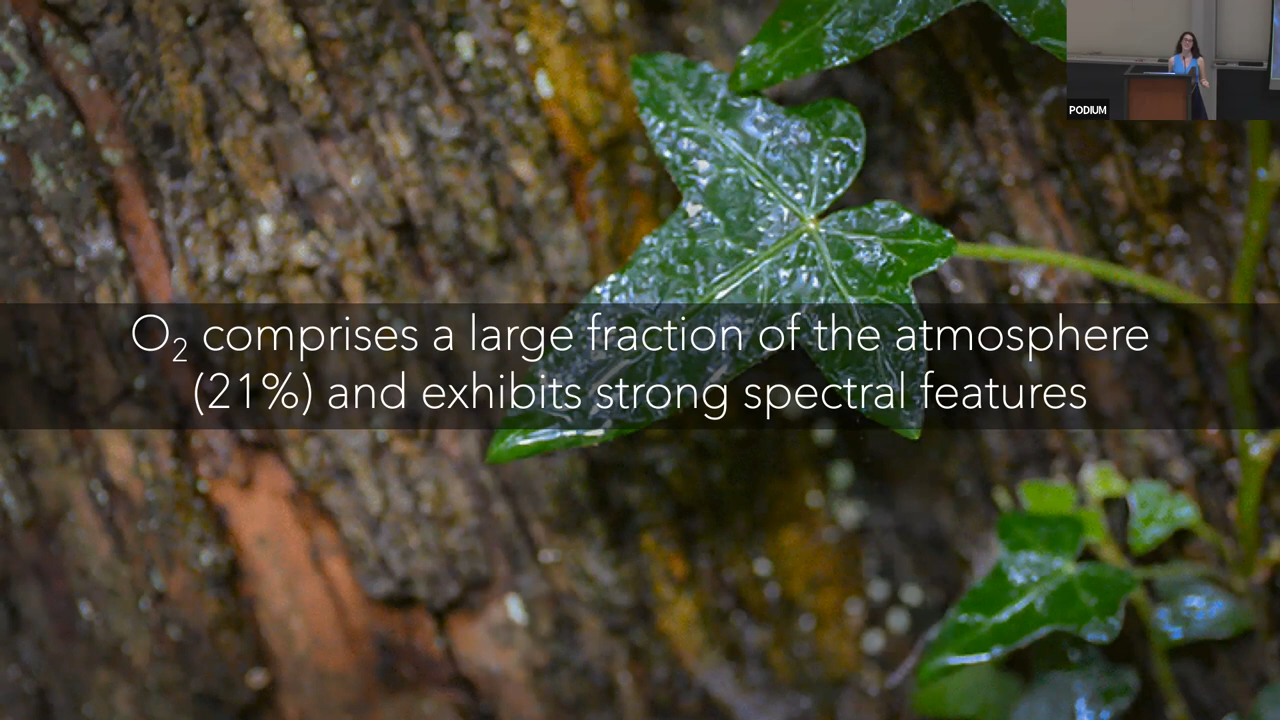 PODIUM
O₂ comprises a large fraction of the atmosphere
(21%) and exhibits strong spectral features